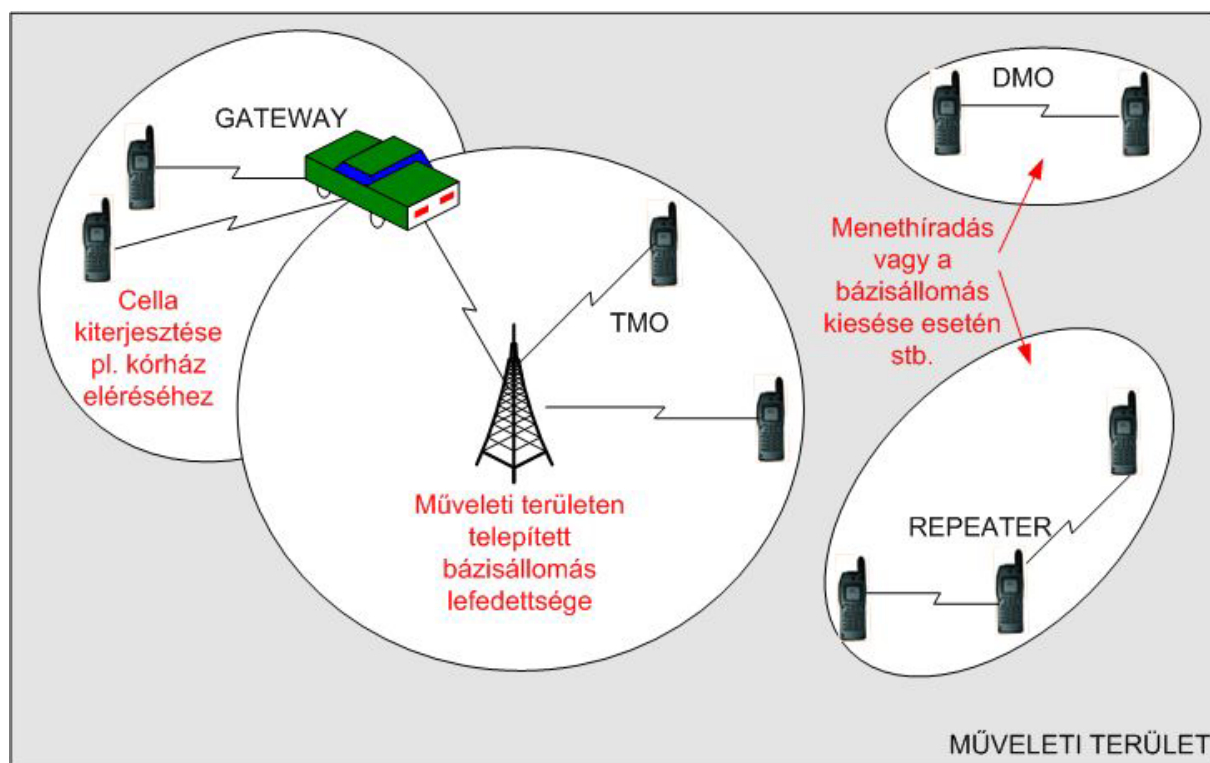 GATEWAY
Cella
kiterjesztése
pl. kórház
eléréséhez
TMO
Műveleti területen
telepített
bázisállomás
lefedettsége
DMO
Menethíradás
vagy a
bázisállomás
kiesése esetén
stb.
REPEATER
MŰVELETI TERÜLET